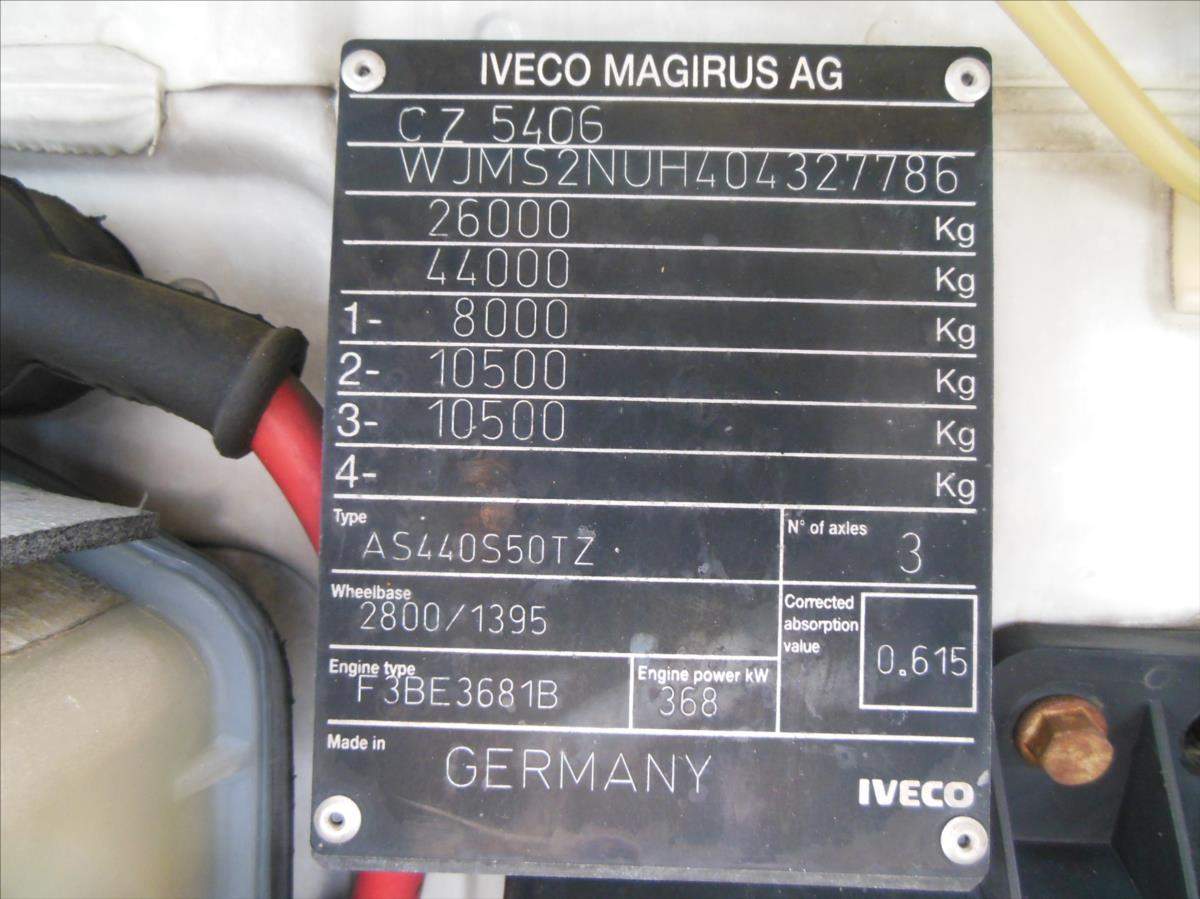 IVECO MAGIRUS AG
CZ 5406
WJMS2NUH404327786
26000 Kg
44000 Kg
1- 8000 Kg
2- 10500 Kg
3- 10500 Kg
4- Kg
Type
AS440S50TZ
N° of axles
3
Wheelbase
2800/1395
Corrected
absorption
value
0.615
Engine type
F3BE3681B
Engine power kW
368
Made in
GERMANY
IVECO